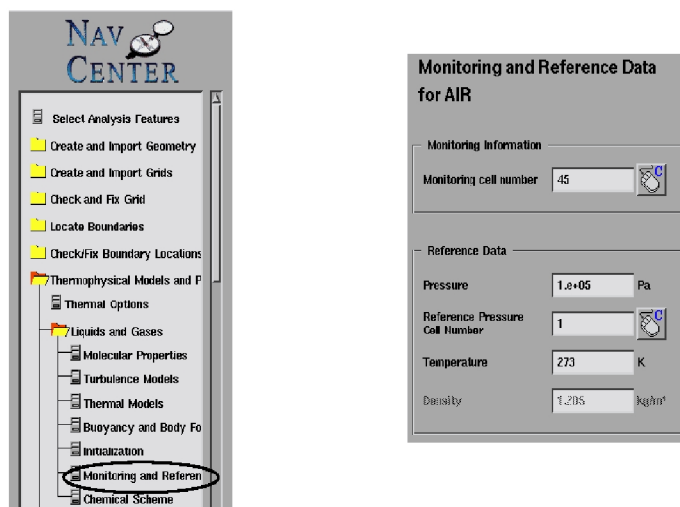 NAV
CENTER
Select Analysis Features
Create and Import Geometry
Create and Import Grids
Check and Fix Grid
Locate Boundaries
Check/Fix Boundary Locations
Thermophysical Models and P
Thermal Options
Liquids and Gases
Molecular Properties
Turbulence Models
Thermal Models
Buoyancy and Body Fo
Initialization
Monitoring and Referen
Chemical Scheme
Monitoring and Reference Data
for AIR
Monitoring Information
Monitoring cell number 45 C
Reference Data
Pressure 1.e+05 Pa
Reference Pressure
Cell Number 1 C
Temperature 273 K
Density 1.205 kg/m³